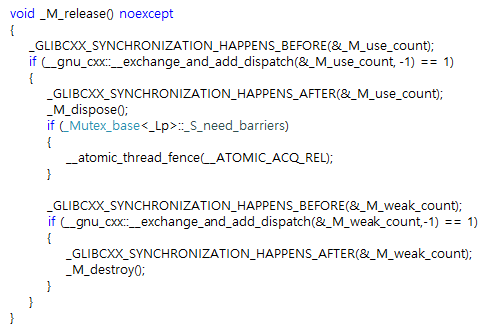 void _M_release() noexcept
{
_GLIBCXX_SYNCHRONIZATION_HAPPENS_BEFORE(&_M_use_count);
if (__gnu_cxx::__exchange_and_add_dispatch(&_M_use_count, -1) == 1)
{
_GLIBCXX_SYNCHRONIZATION_HAPPENS_AFTER(&_M_use_count);
_M_dispose();
if (_Mutex_base<_Lp>::_S_need_barriers)
{
__atomic_thread_fence(__ATOMIC_ACQ_REL);
}
_GLIBCXX_SYNCHRONIZATION_HAPPENS_BEFORE(&_M_weak_count);
if (__gnu_cxx::__exchange_and_add_dispatch(&_M_weak_count,-1) == 1)
{
_GLIBCXX_SYNCHRONIZATION_HAPPENS_AFTER(&_M_weak_count);
_M_destroy();
}
}
}